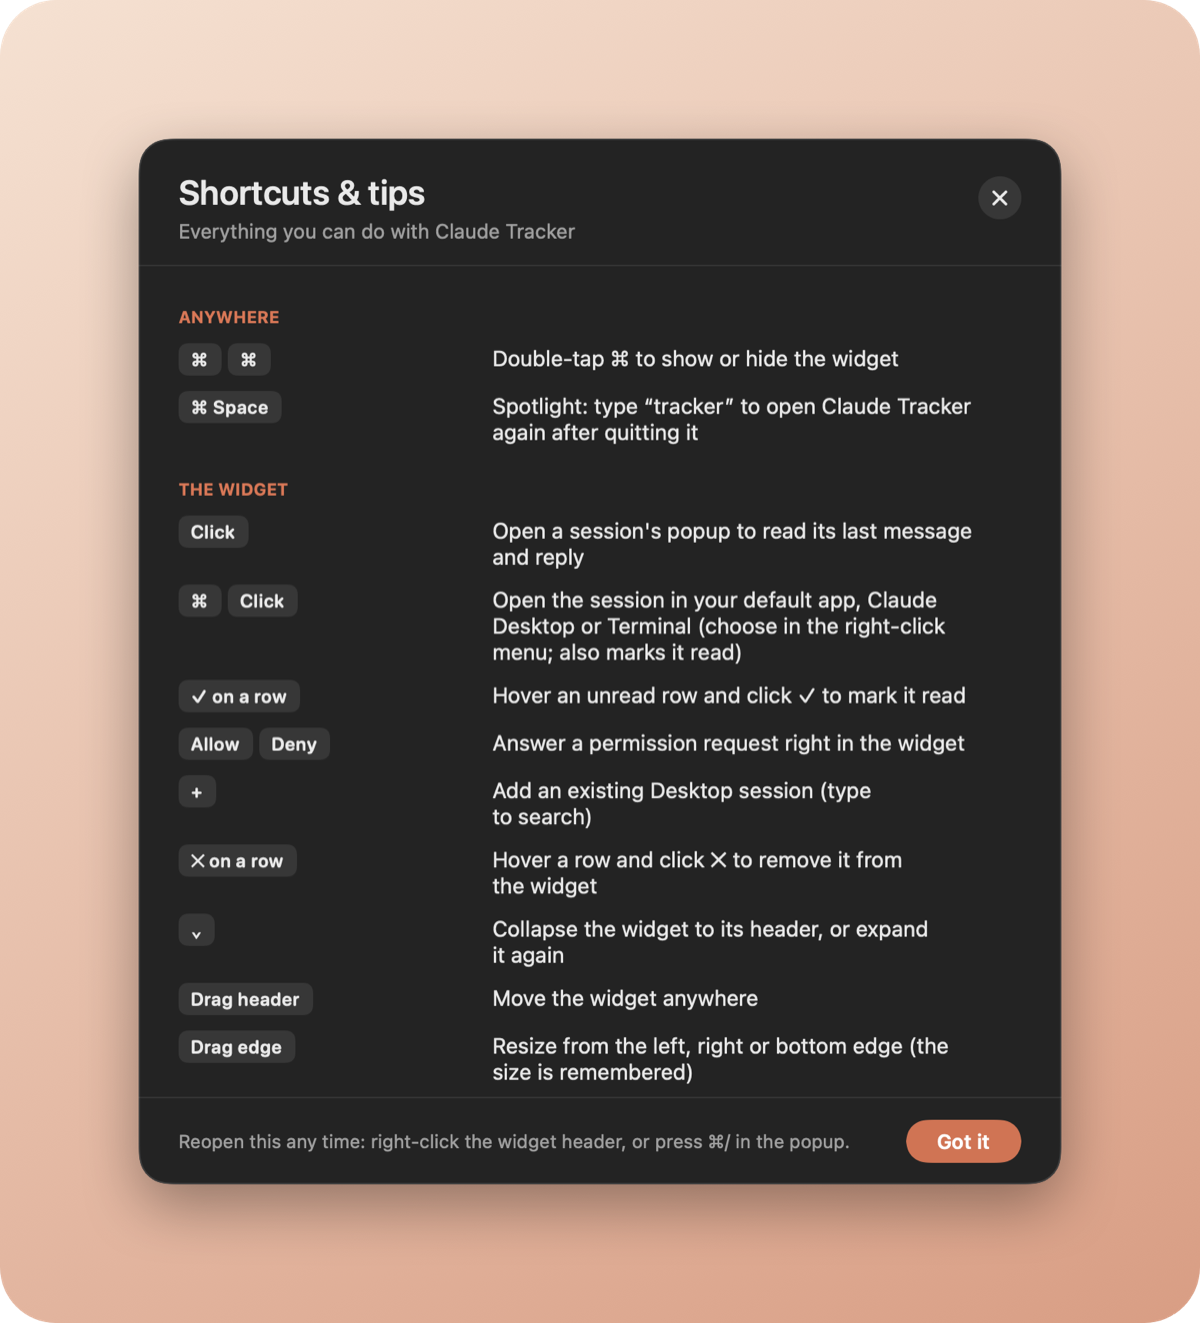 Shortcuts & tips
Everything you can do with Claude Tracker
ANYWHERE
⌘ ⌘ Double-tap ⌘ to show or hide the widget
⌘ Space Spotlight: type “tracker” to open Claude Tracker
again after quitting it
THE WIDGET
Click Open a session's popup to read its last message
and reply
⌘ Click Open the session in your default app, Claude
Desktop or Terminal (choose in the right-click
menu; also marks it read)
✓ on a row Hover an unread row and click ✓ to mark it read
Allow Deny Answer a permission request right in the widget
+ Add an existing Desktop session (type
to search)
✕ on a row Hover a row and click ✕ to remove it from
the widget
⌄ Collapse the widget to its header, or expand
it again
Drag header Move the widget anywhere
Drag edge Resize from the left, right or bottom edge (the
size is remembered)
Reopen this any time: right-click the widget header, or press ⌘/ in the popup.
Got it